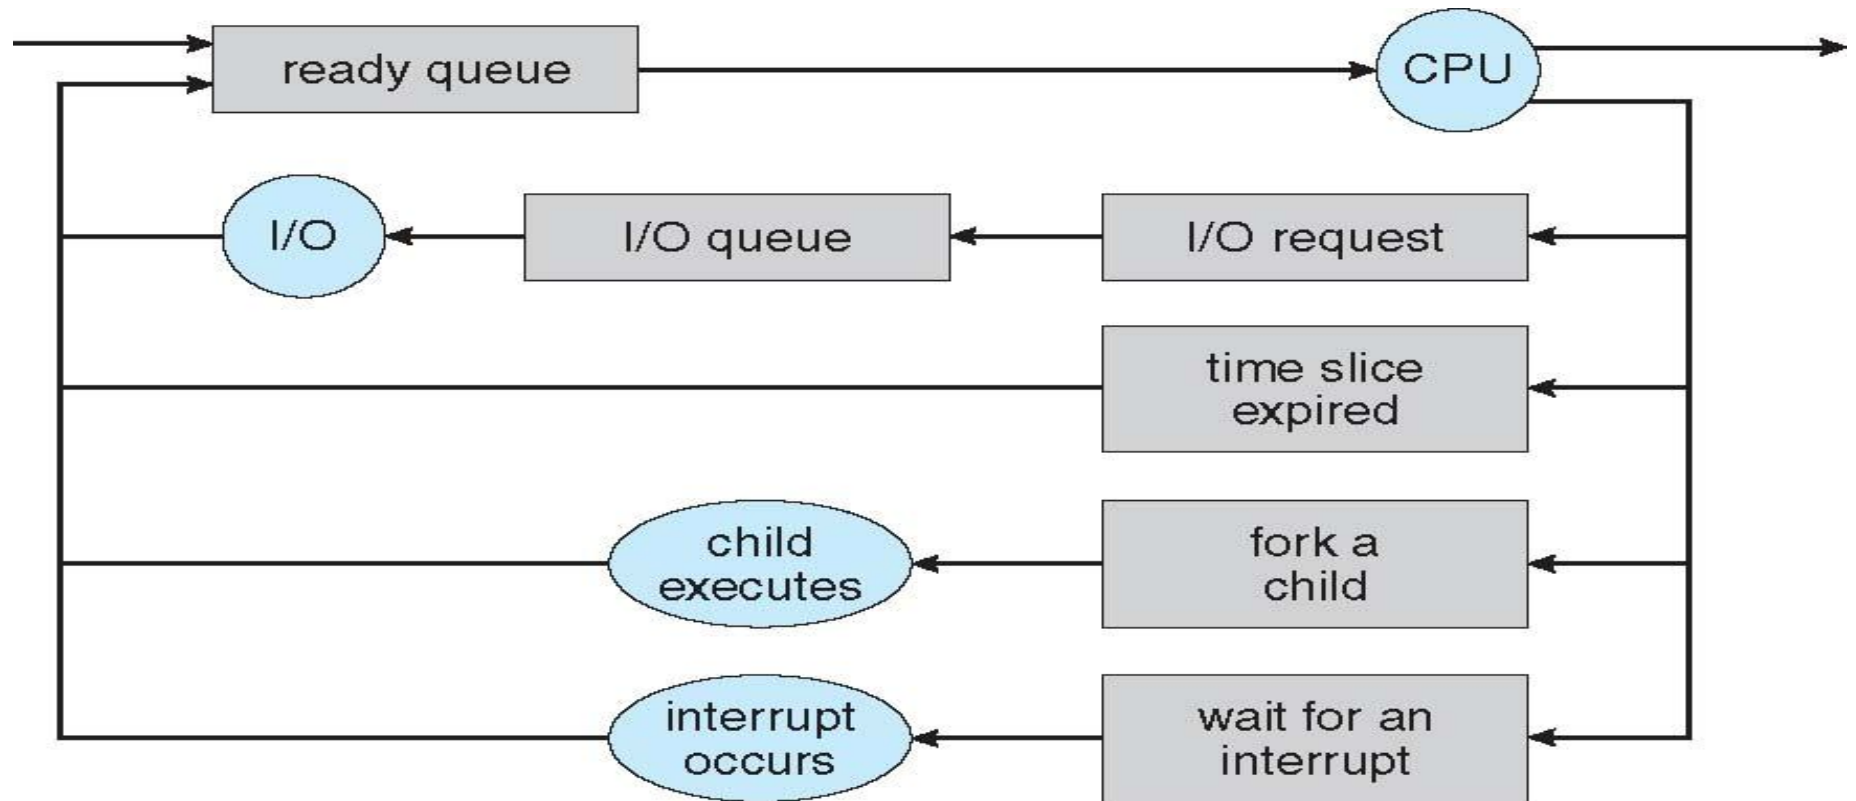 ready queue
CPU
I/O
I/O queue
I/O request
time slice
expired
child
executes
fork a
child
interrupt
occurs
wait for an
interrupt